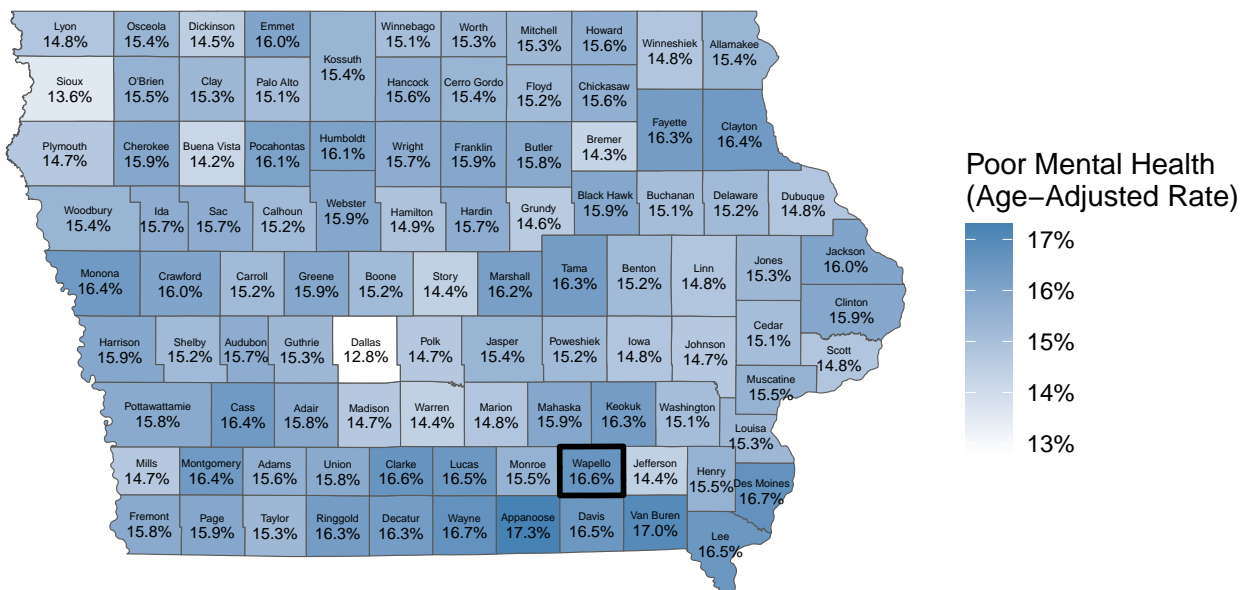 Lyon
14.8%
Osceola
15.4%
Dickinson
14.5%
Emmet
16.0%
Kossuth
15.4%
Winnebago
15.1%
Worth
15.3%
Mitchell
15.3%
Howard
15.6%
Winneshiek
14.8%
Allamakee
15.4%
Sioux
13.6%
O'Brien
15.5%
Clay
15.3%
Palo Alto
15.1%
Hancock
15.6%
Cerro Gordo
15.4%
Floyd
15.2%
Chickasaw
15.6%
Fayette
16.3%
Clayton
16.4%
Plymouth
14.7%
Cherokee
15.9%
Buena Vista
14.2%
Pocahontas
16.1%
Humboldt
16.1%
Wright
15.7%
Franklin
15.9%
Butler
15.8%
Bremer
14.3%
Woodbury
15.4%
Ida
15.7%
Sac
15.7%
Calhoun
15.2%
Webster
15.9%
Hamilton
14.9%
Hardin
15.7%
Grundy
14.6%
Black Hawk
15.9%
Buchanan
15.1%
Delaware
15.2%
Dubuque
14.8%
Monona
16.4%
Crawford
16.0%
Carroll
15.2%
Greene
15.9%
Boone
15.2%
Story
14.4%
Marshall
16.2%
Tama
16.3%
Benton
15.2%
Linn
14.8%
Jones
15.3%
Jackson
16.0%
Clinton
15.9%
Harrison
15.9%
Shelby
15.2%
Audubon
15.7%
Guthrie
15.3%
Dallas
12.8%
Polk
14.7%
Jasper
15.4%
Poweshiek
15.2%
Iowa
14.8%
Johnson
14.7%
Cedar
15.1%
Scott
14.8%
Muscatine
15.5%
Pottawattamie
15.8%
Cass
16.4%
Adair
15.8%
Madison
14.7%
Warren
14.4%
Marion
14.8%
Mahaska
15.9%
Keokuk
16.3%
Washington
15.1%
Louisa
15.3%
Mills
14.7%
Montgomery
16.4%
Adams
15.6%
Union
15.8%
Clarke
16.6%
Lucas
16.5%
Monroe
15.5%
Wapello
16.6%
Jefferson
14.4%
Henry
15.5%
Des Moines
16.7%
Fremont
15.8%
Page
15.9%
Taylor
15.3%
Ringgold
16.3%
Decatur
16.3%
Wayne
16.7%
Appanoose
17.3%
Davis
16.5%
Van Buren
17.0%
Lee
16.5%
Poor Mental Health
(Age−Adjusted Rate)
17%
16%
15%
14%
13%